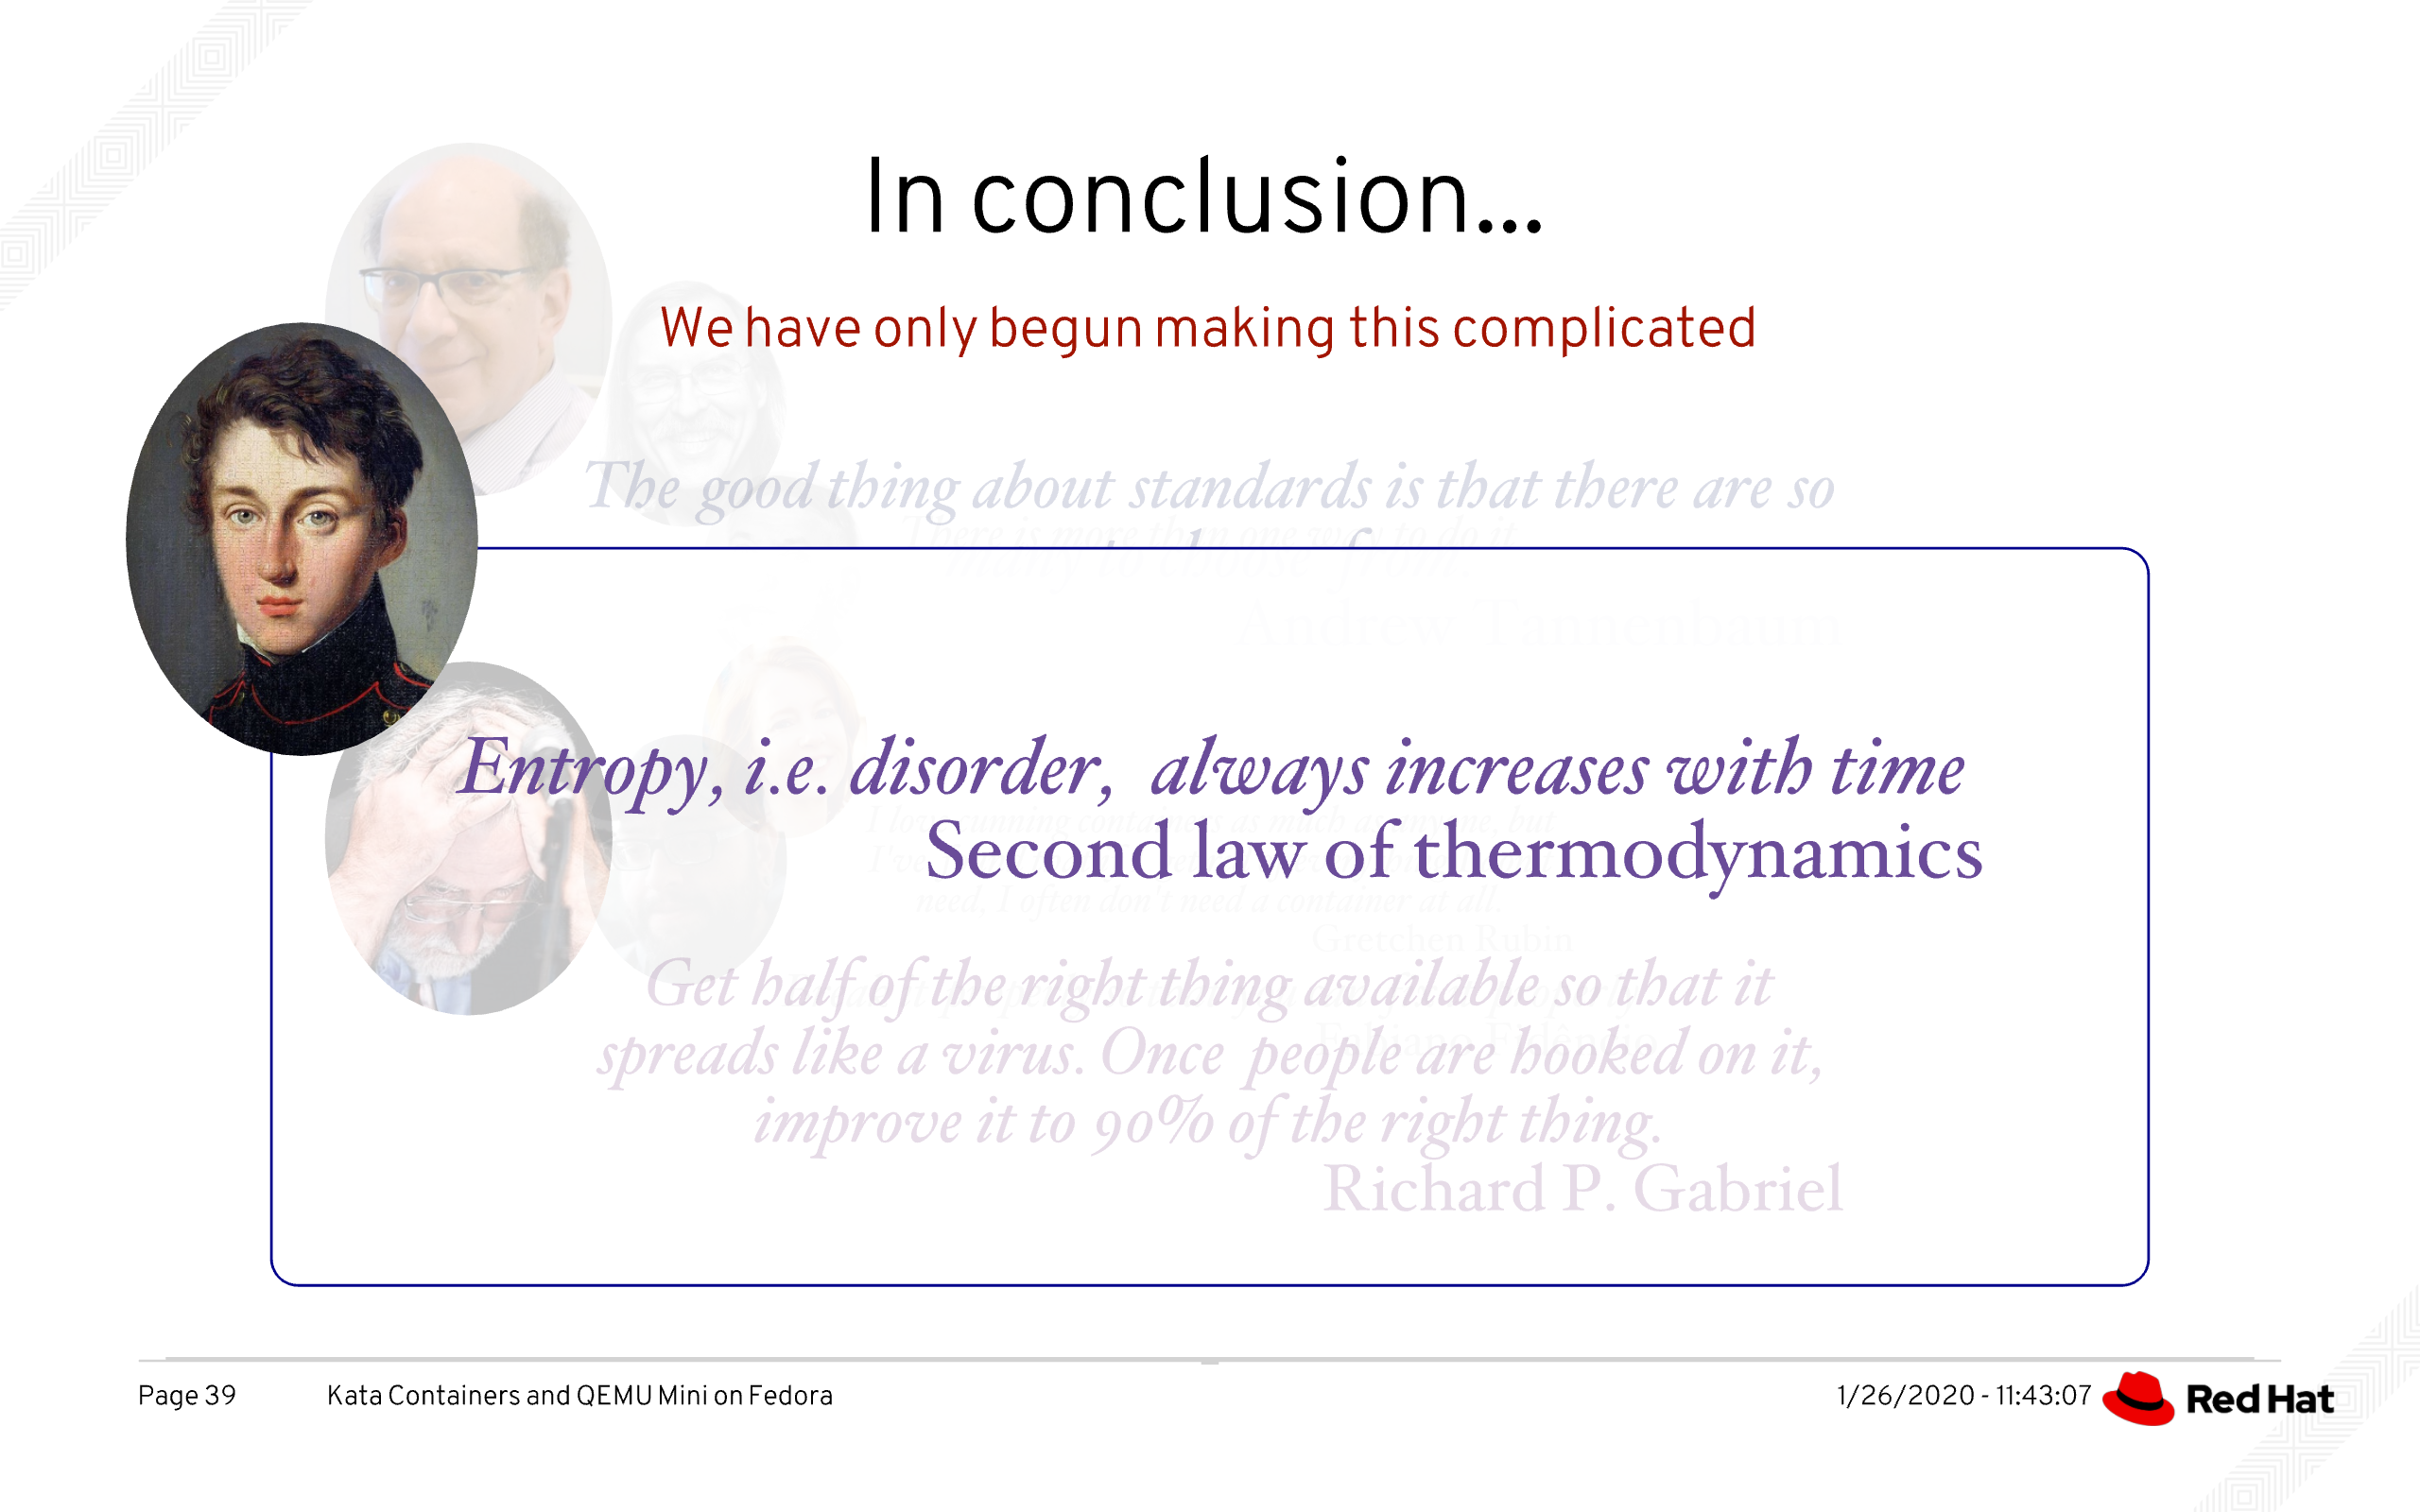 In conclusion...
We have only begun making this complicated
The good thing about standards is that there are so
There is more than one way to do it
many to choose from.
Andrew Tannenbaum
Entropy, i.e. disorder, always increases with time
I love running containers as much as anyone, but
Second law of thermodynamics
I've
need, I often don't need a container at all.
Gretchen Rubin
Get half of the right thing available so that it
Fabiano Fidêncio
spreads like a virus. Once people are hooked on it,
improve it to 90% of the right thing.
Richard P. Gabriel
Page 39
Kata Containers and QEMU Mini on Fedora
1/26/2020 - 11:43:07
Red Hat